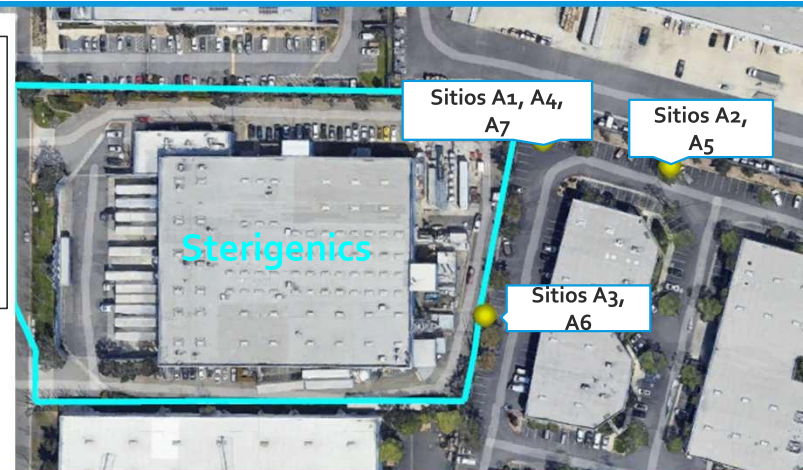 Sitios A1, A4,
A7
Sitios A2,
A5
Sterigenics
Sitios A3,
A6